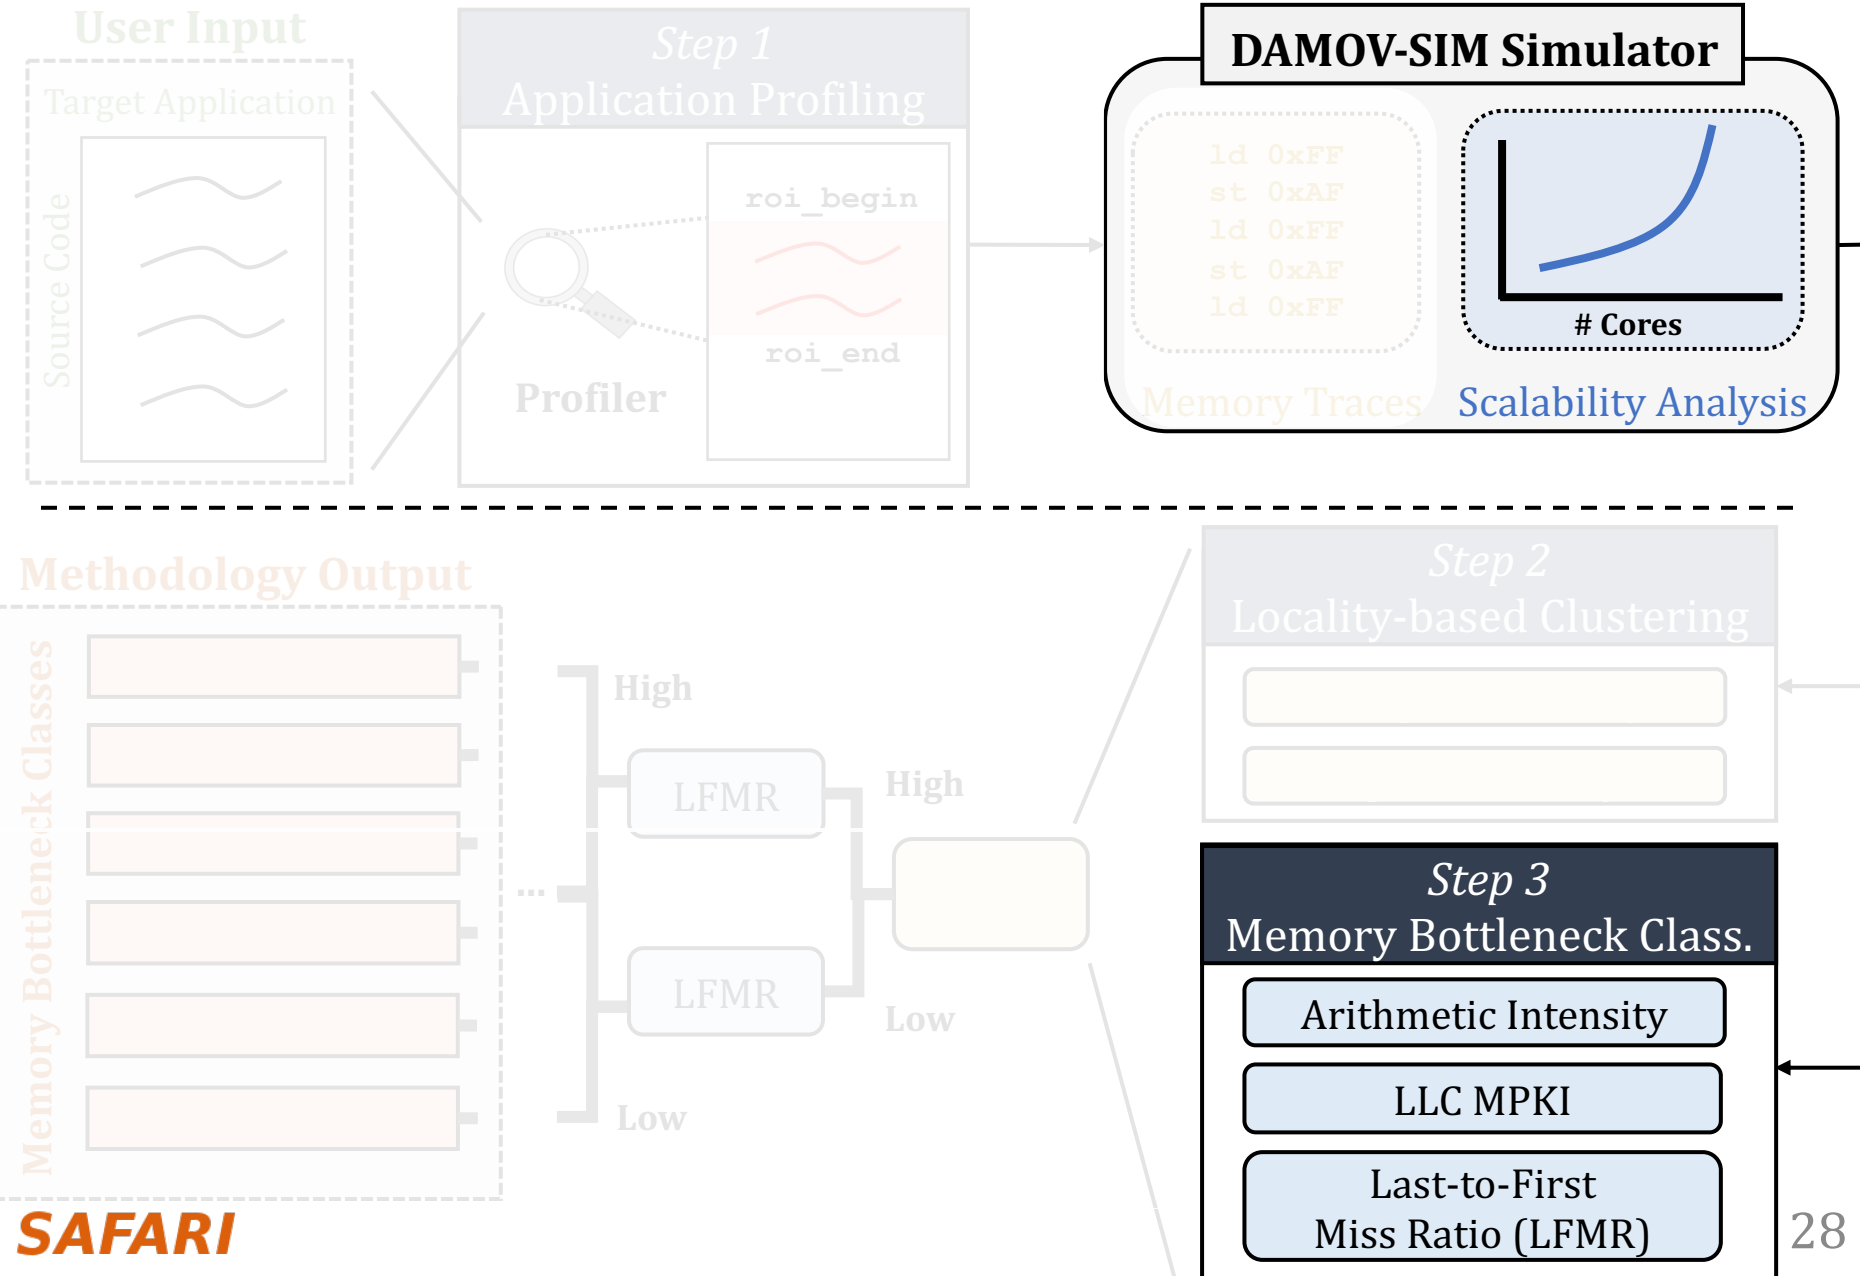 User Input
Target Application
Source Code
Step 1
Application Profiling
roi_begin
roi_end
Profiler
DAMOV-SIM Simulator
ld 0xFF
st 0xAF
ld 0xFF
st 0xAF
ld 0xFF
Memory Traces
# Cores
Scalability Analysis
Methodology Output
Memory Bottleneck Classes
High
LFMR
High
...
LFMR
Low
Low
Step 2
Locality-based Clustering
Step 3
Memory Bottleneck Class.
Arithmetic Intensity
LLC MPKI
Last-to-First
Miss Ratio (LFMR)
SAFARI
28